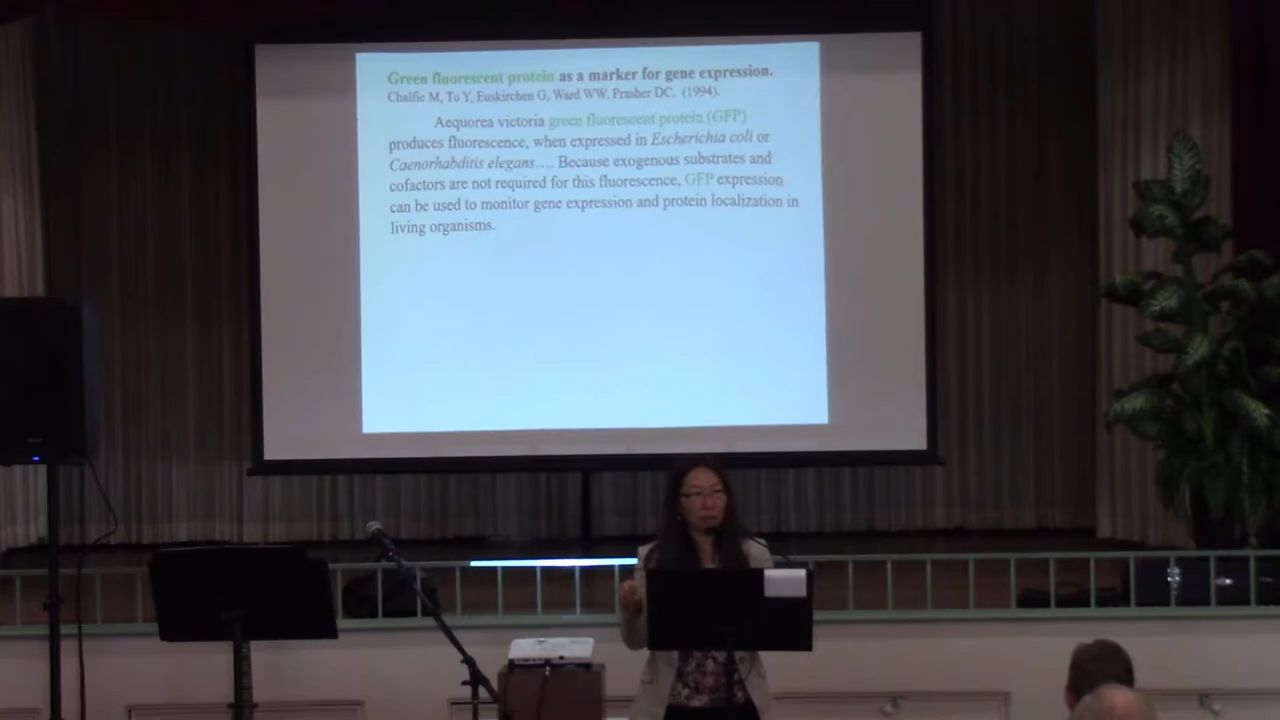 Green fluorescent protein as a marker for gene expression.
Chalfie M, Tu Y, Euskirchen G, Ward WW, Prasher DC. (1994).
Aequorea victoria green fluorescent protein (GFP)
produces fluorescence, when expressed in Escherichia coli or
Caenorhabditis elegans…. Because exogenous substrates and
cofactors are not required for this fluorescence, GFP expression
can be used to monitor gene expression and protein localization in
living organisms.